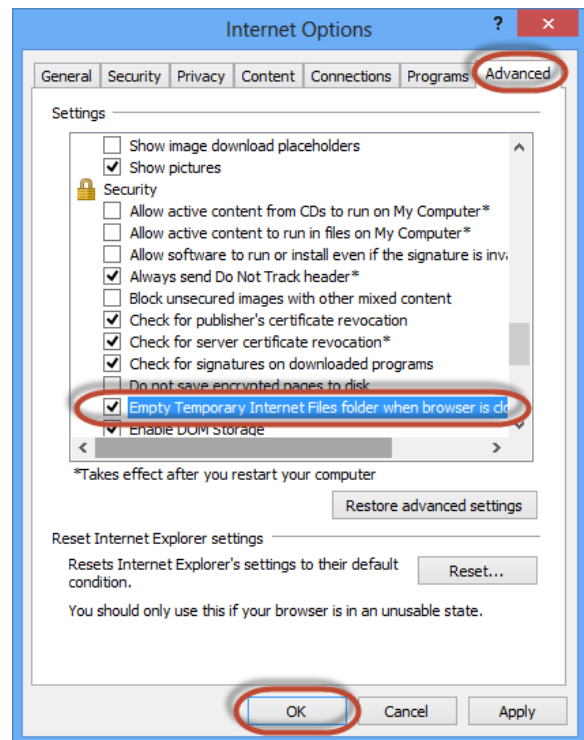 Internet Options
?
General Security Privacy Content Connections Programs Advanced
Settings
Show image download placeholders
Show pictures
Security
Allow active content from CDs to run on My Computer*
Allow active content to run in files on My Computer*
Allow software to run or install even if the signature is
Always send Do Not Track header*
Block unsecured images with other mixed content
Check for publisher's certificate revocation
Check for server certificate revocation*
Check for signatures on downloaded programs
Do not save encrypted pages to disk
Empty Temporary Internet Files folder when browser is
Enable DOM Storage
*Takes effect after you restart your computer
Restore advanced settings
Reset Internet Explorer settings
Resets Internet Explorer's settings to their default
condition.
Reset...
You should only use this if your browser is in an unusable state.
OK Cancel Apply